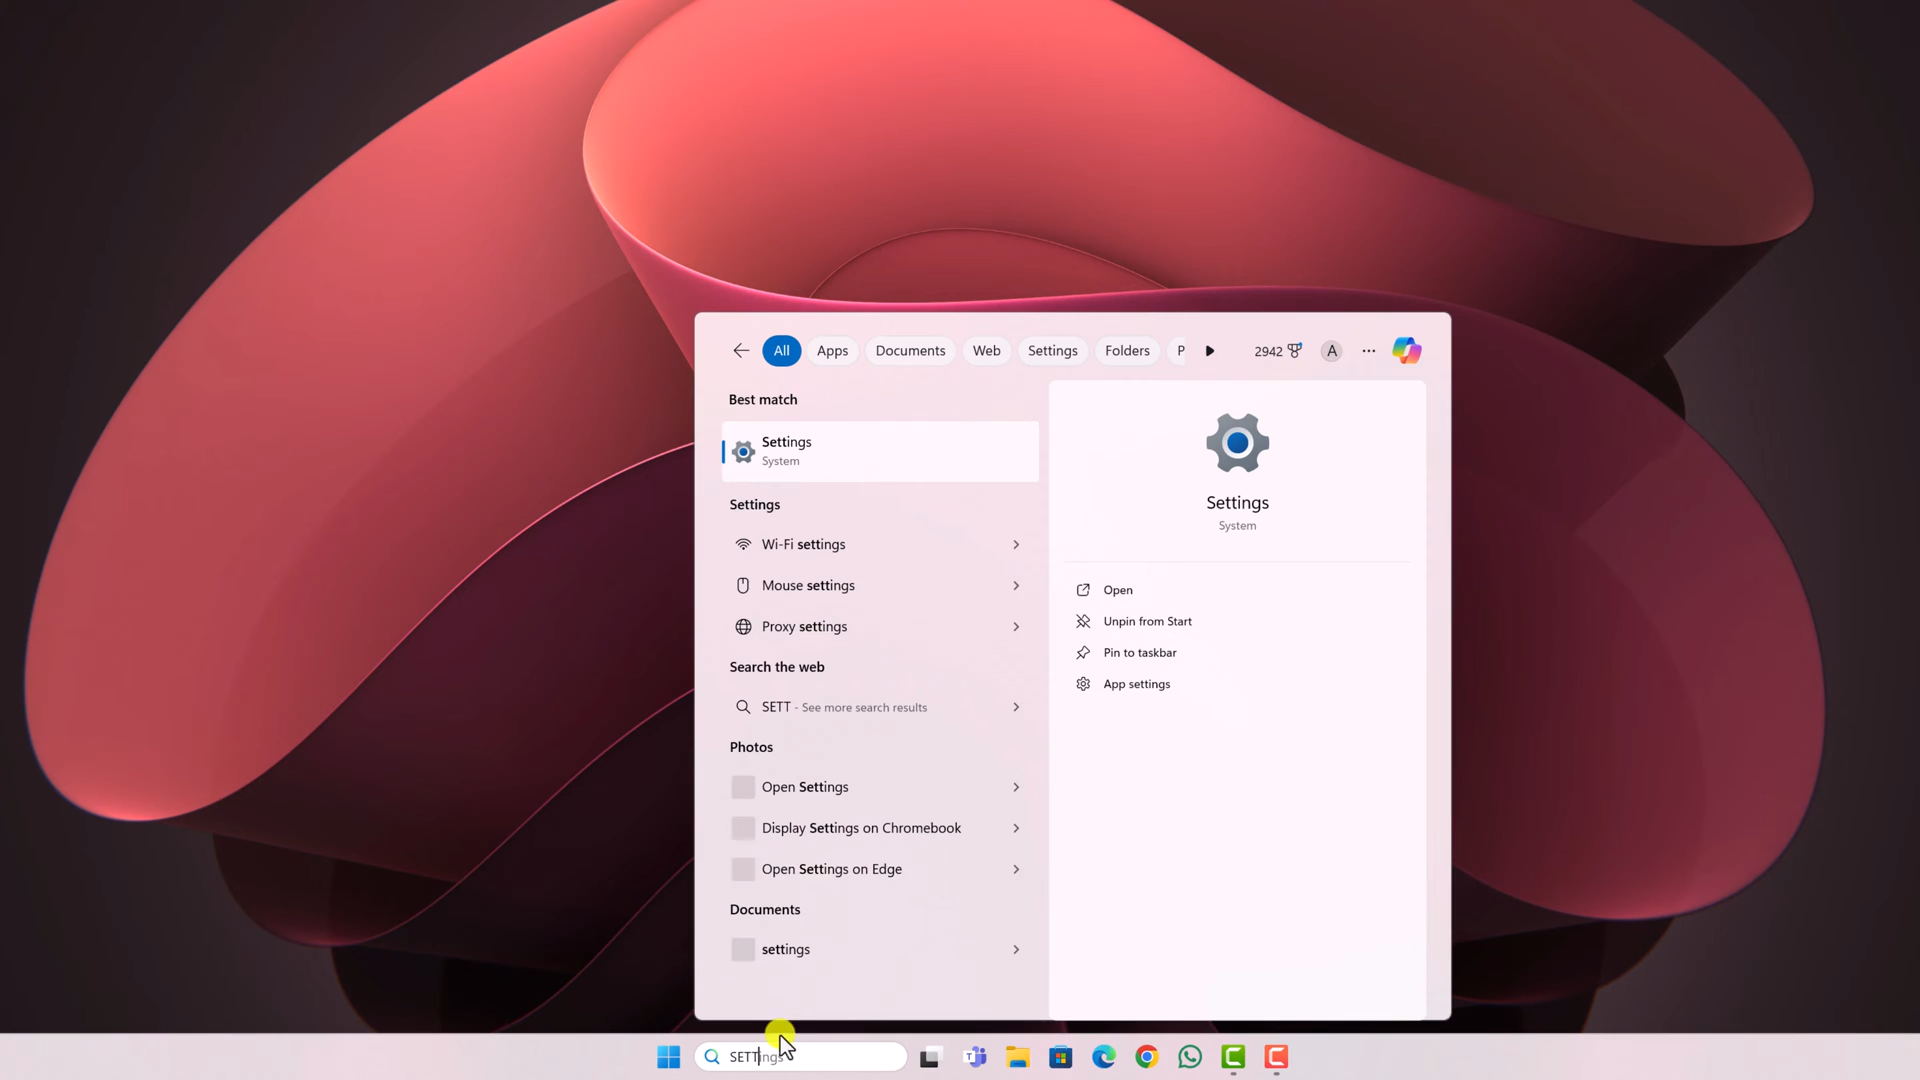 All
Apps
Documents
Web
Settings
Folders
P
2942
A
Best match
Settings
System
Settings
Wi-Fi settings
Mouse settings
Proxy settings
Search the web
SETT - See more search results
Photos
Open Settings
Display Settings on Chromebook
Open Settings on Edge
Documents
settings
Settings
System
Open
Unpin from Start
Pin to taskbar
App settings
SETTings